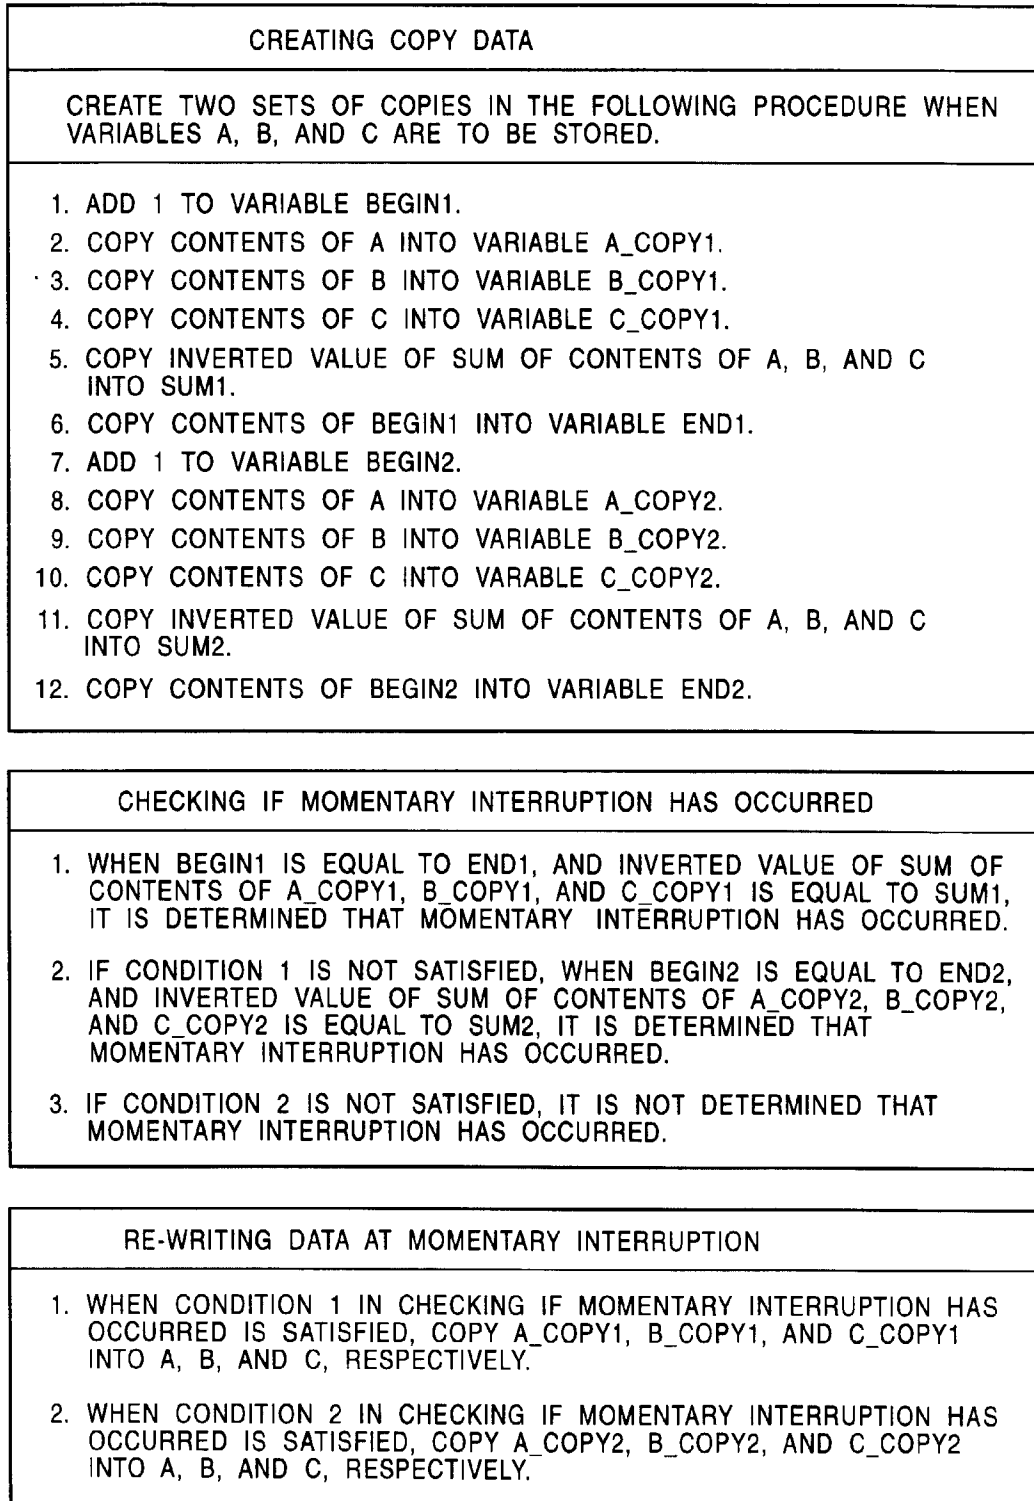 CREATING COPY DATA
CREATE TWO SETS OF COPIES IN THE FOLLOWING PROCEDURE WHEN
VARIABLES A, B, AND C ARE TO BE STORED.
1. ADD 1 TO VARIABLE BEGIN1.
2. COPY CONTENTS OF A INTO VARIABLE A_COPY1.
3. COPY CONTENTS OF B INTO VARIABLE B_COPY1.
4. COPY CONTENTS OF C INTO VARIABLE C_COPY1.
5. COPY INVERTED VALUE OF SUM OF CONTENTS OF A, B, AND C
INTO SUM1.
6. COPY CONTENTS OF BEGIN1 INTO VARIABLE END1.
7. ADD 1 TO VARIABLE BEGIN2.
8. COPY CONTENTS OF A INTO VARIABLE A_COPY2.
9. COPY CONTENTS OF B INTO VARIABLE B_COPY2.
10. COPY CONTENTS OF C INTO VARABLE C_COPY2.
11. COPY INVERTED VALUE OF SUM OF CONTENTS OF A, B, AND C
INTO SUM2.
12. COPY CONTENTS OF BEGIN2 INTO VARIABLE END2.
CHECKING IF MOMENTARY INTERRUPTION HAS OCCURRED
1. WHEN BEGIN1 IS EQUAL TO END1, AND INVERTED VALUE OF SUM OF
CONTENTS OF A_COPY1, B_COPY1, AND C_COPY1 IS EQUAL TO SUM1,
IT IS DETERMINED THAT MOMENTARY INTERRUPTION HAS OCCURRED.
2. IF CONDITION 1 IS NOT SATISFIED, WHEN BEGIN2 IS EQUAL TO END2,
AND INVERTED VALUE OF SUM OF CONTENTS OF A_COPY2, B_COPY2,
AND C_COPY2 IS EQUAL TO SUM2, IT IS DETERMINED THAT
MOMENTARY INTERRUPTION HAS OCCURRED.
3. IF CONDITION 2 IS NOT SATISFIED, IT IS NOT DETERMINED THAT
MOMENTARY INTERRUPTION HAS OCCURRED.
RE-WRITING DATA AT MOMENTARY INTERRUPTION
1. WHEN CONDITION 1 IN CHECKING IF MOMENTARY INTERRUPTION HAS
OCCURRED IS SATISFIED, COPY A_COPY1, B_COPY1, AND C_COPY1
INTO A, B, AND C, RESPECTIVELY.
2. WHEN CONDITION 2 IN CHECKING IF MOMENTARY INTERRUPTION HAS
OCCURRED IS SATISFIED, COPY A_COPY2, B_COPY2, AND C_COPY2
INTO A, B, AND C, RESPECTIVELY.